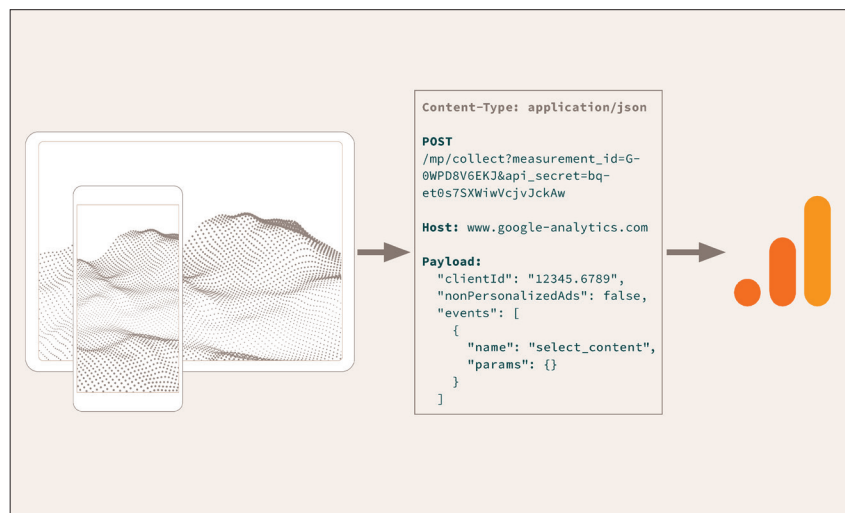 Content-Type: application/json
POST
/mp/collect?measurement_id=G-
0WPD8V6EKJ&api_secret=bq-
et0s7SXWiwVcjvJckAw
Host: www.google-analytics.com
Payload:
"clientId": "12345.6789",
"nonPersonalizedAds": false,
"events": [
{
"name": "select_content",
"params": {}
}
]